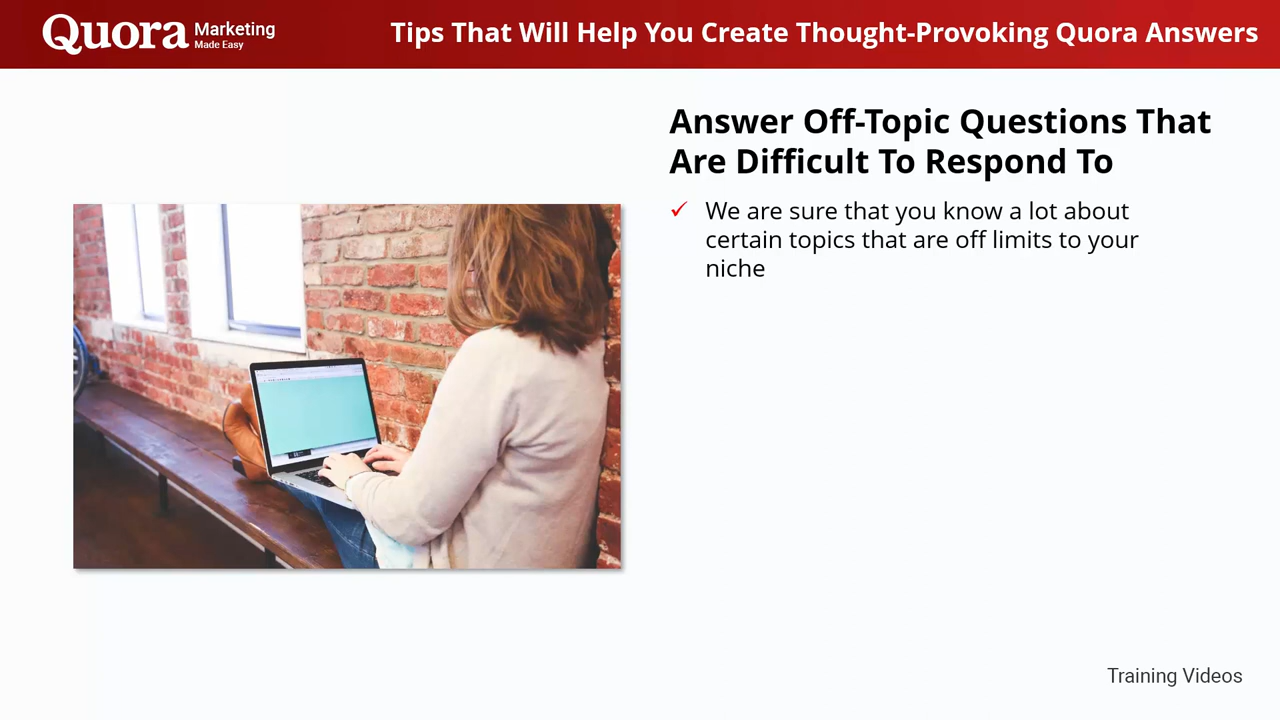 Quora Marketing
Made Easy
Tips That Will Help You Create Thought-Provoking Quora Answers
Answer Off-Topic Questions That
Are Difficult To Respond To
✓ We are sure that you know a lot about
certain topics that are off limits to your
niche
Training Videos